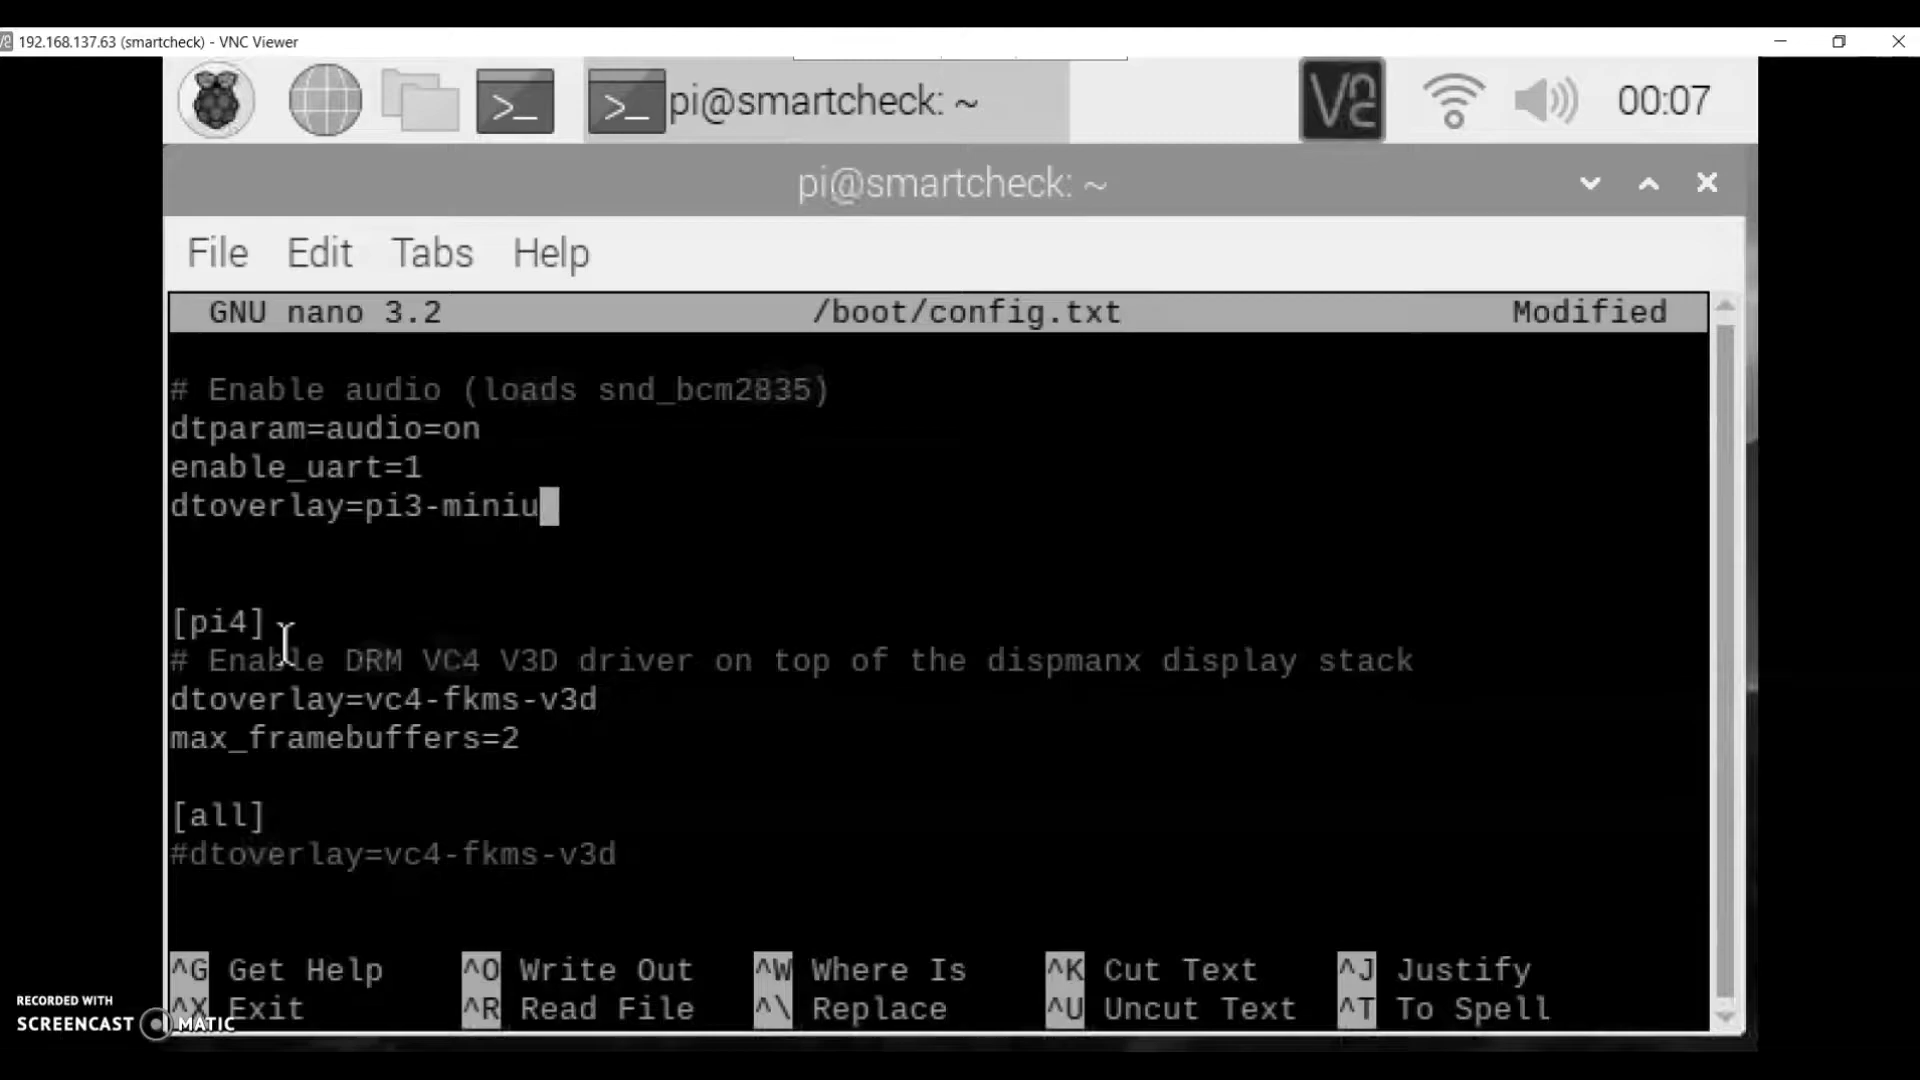 192.168.137.63 (smartcheck) - VNC Viewer
pi@smartcheck: ~
00:07
pi@smartcheck: ~
File Edit Tabs Help
GNU nano 3.2 /boot/config.txt Modified
# Enable audio (loads snd_bcm2835)
dtparam=audio=on
enable_uart=1
dtoverlay=pi3-miniu
[pi4]
# Enable DRM VC4 V3D driver on top of the dispmanx display stack
dtoverlay=vc4-fkms-v3d
max_framebuffers=2
[all]
#dtoverlay=vc4-fkms-v3d
^G Get Help ^O Write Out ^W Where Is ^K Cut Text ^J Justify
^X Exit ^R Read File ^\ Replace ^U Uncut Text ^T To Spell
RECORDED WITH
SCREENCAST MATIC